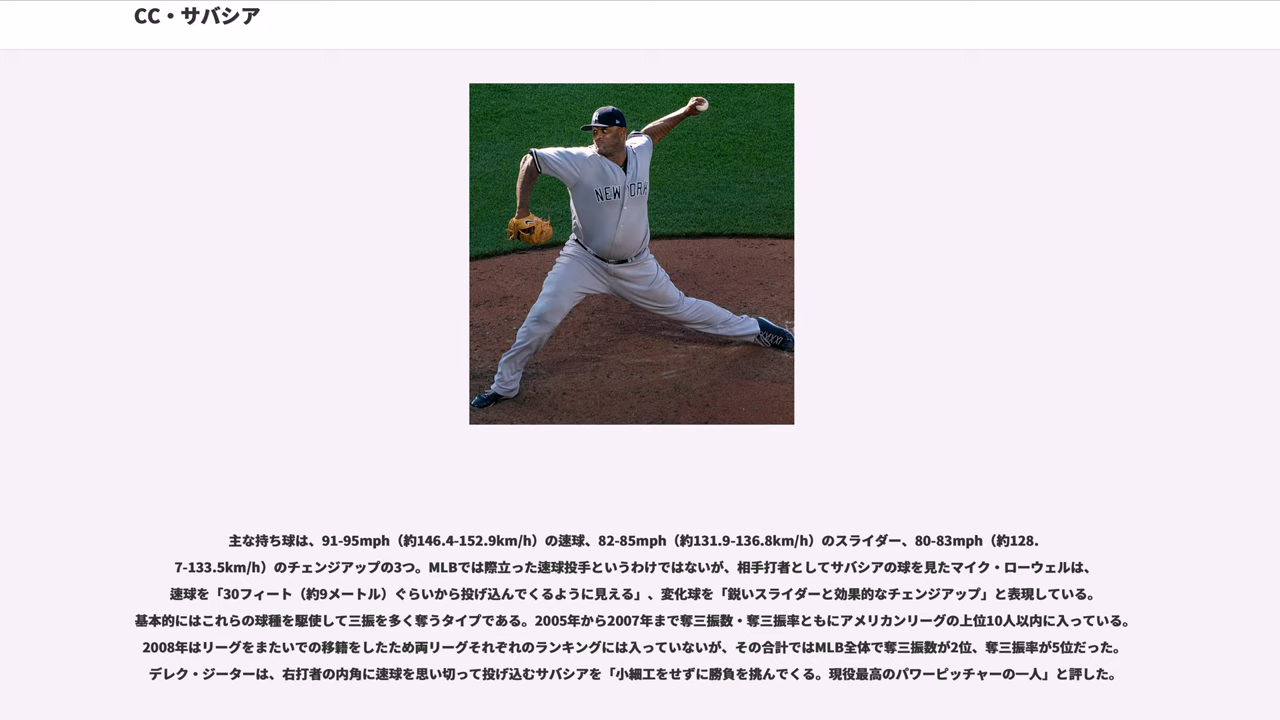 CC・サバシア
NEW YORK
主な持ち球は、91-95mph（約146.4-152.9km/h）の速球、82-85mph（約131.9-136.8km/h）のスライダー、80-83mph（約128.
7-133.5km/h）のチェンジアップの3つ。MLBでは際立った速球投手というわけではないが、相手打者としてサバシアの球を見たマイク・ローウェルは、
速球を「30フィート（約9メートル）ぐらいから投げ込んでくるように見える」、変化球を「鋭いスライダーと効果的なチェンジアップ」と表現している。
基本的にはこれらの球種を駆使して三振を多く奪うタイプである。2005年から2007年まで奪三振数・奪三振率ともにアメリカンリーグの上位10人以内に入っている。
2008年はリーグをまたいでの移籍をしたため両リーグそれぞれのランキングには入っていないが、その合計ではMLB全体で奪三振数が2位、奪三振率が5位だった。
デレク・ジーターは、右打者の内角に速球を思い切って投げ込むサバシアを「小細工をせずに勝負を挑んでくる。現役最高のパワーピッチャーの一人」と評した。